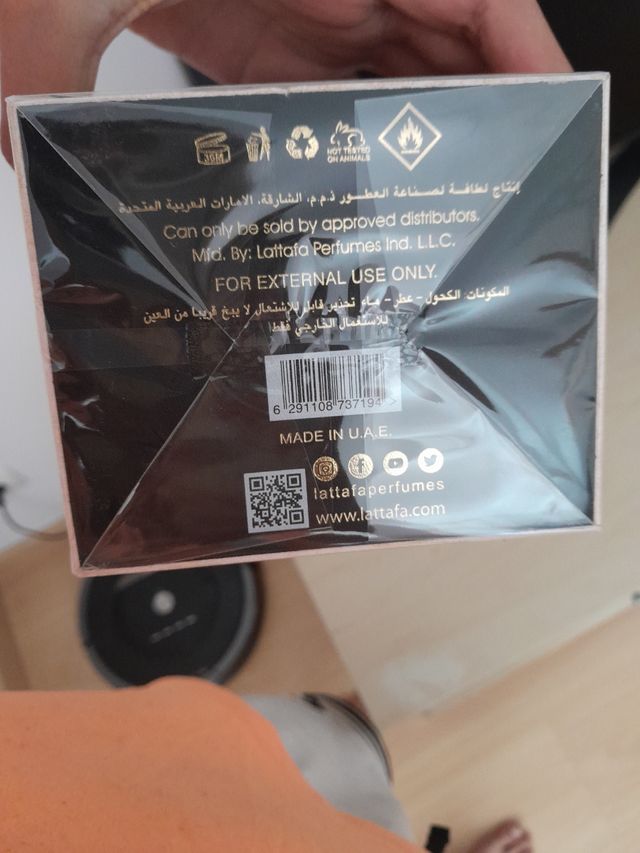 36M
NOT TESTED
ON ANIMALS
إنتاج لطافة لصناعة العطور ذ.م.م. الشارقة، الامارات العربية المتحدة
Can only be sold by approved distributors.
Mfd. By: Lattafa Perfumes Ind. L.L.C.
FOR EXTERNAL USE ONLY.
المكونات: الكحول - عطر - ماء تحذير قابل للإشتعال لا يبخ قريبا من العين
للاستعمال الخارجي فقط
6 291108 737194 >
MADE IN U.A.E.
lattafaperfumes
www.lattafa.com